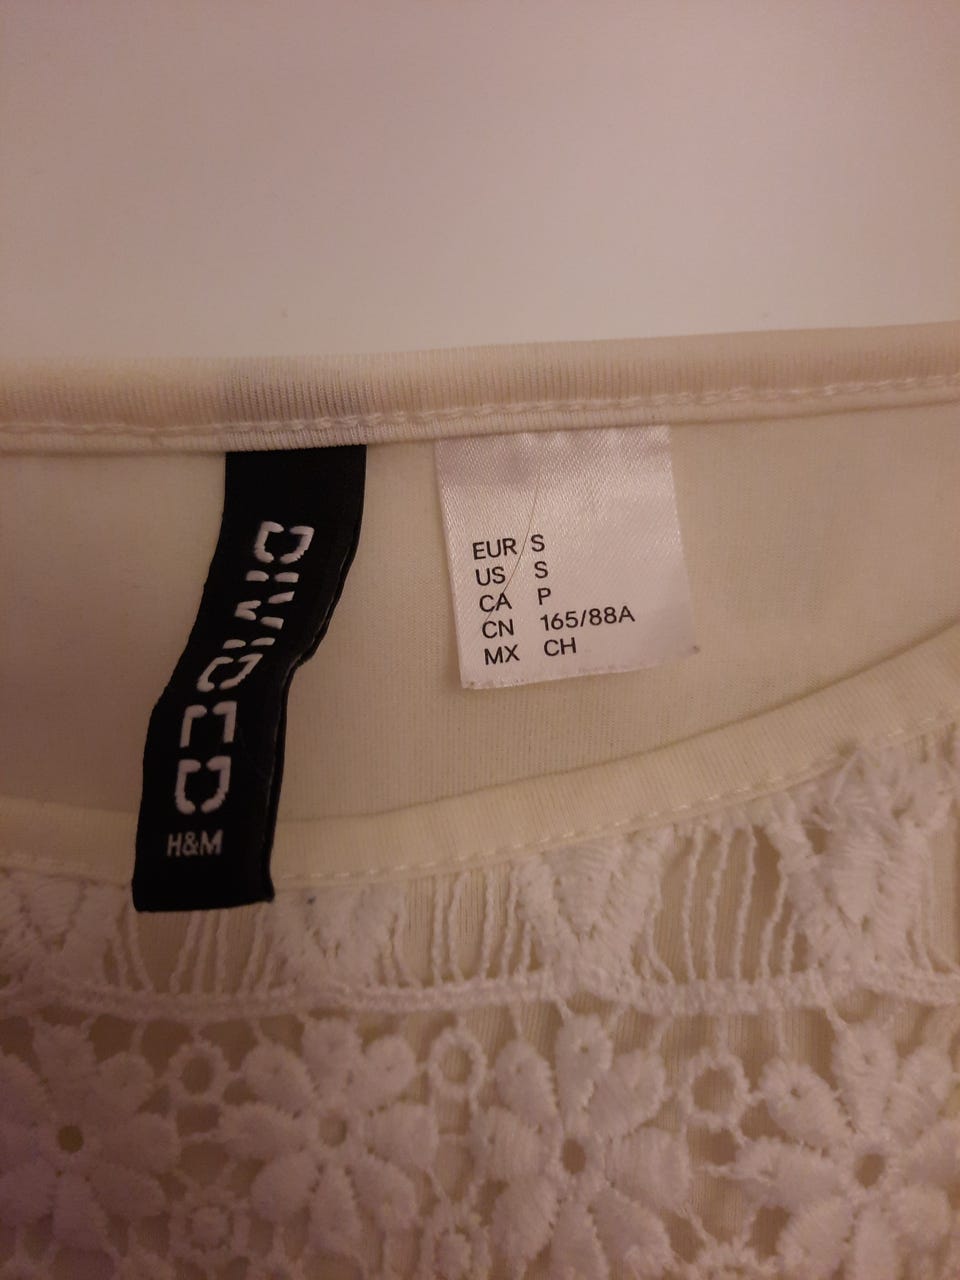 DIVIDED
H&M
EUR S
US S
CA P
CN 165/88A
MX CH